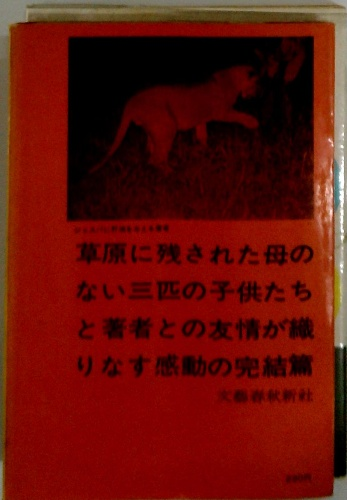 草原に残された母の
ない三匹の子供たち
と著者との友情が織
りなす感動の完結篇
文藝春秋新社